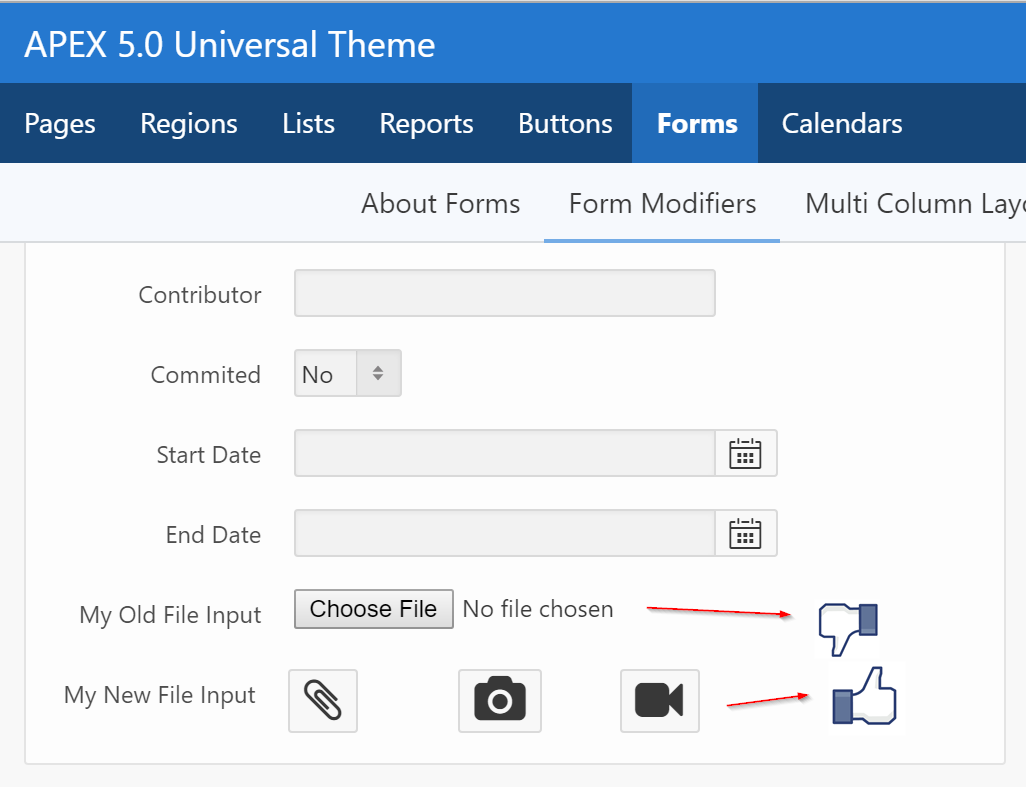 APEX 5.0 Universal Theme
Pages Regions Lists Reports Buttons Forms Calendars
About Forms Form Modifiers Multi Column Layo
Contributor
Commited No
Start Date
End Date
My Old File Input Choose File No file chosen
My New File Input